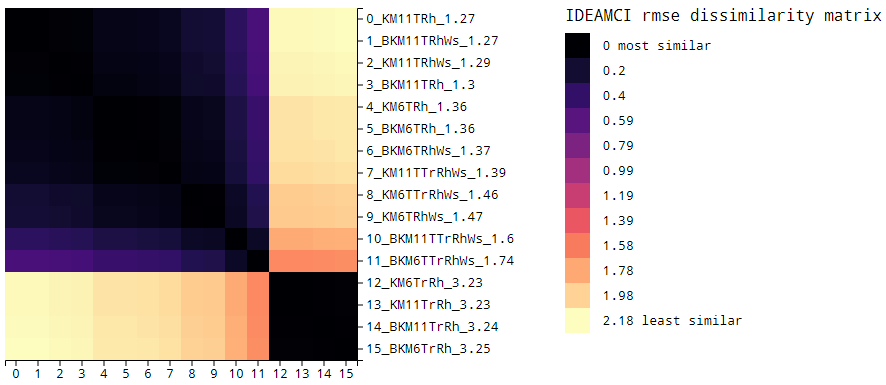 IDEAMCI rmse dissimilarity matrix
0_KM11TRh_1.27
1_BKM11TRhWs_1.27
2_KM11TRhWs_1.29
3_BKM11TRh_1.3
4_KM6TRh_1.36
5_BKM6TRh_1.36
6_BKM6TRhWs_1.37
7_KM11TTrRhWs_1.39
8_KM6TTrRhWs_1.46
9_KM6TRhWs_1.47
10_BKM11TTrRhWs_1.6
11_BKM6TTrRhWs_1.74
12_KM6TrRh_3.23
13_KM11TrRh_3.23
14_BKM11TrRh_3.24
15_BKM6TrRh_3.25
0 1 2 3 4 5 6 7 8 9 10 11 12 13 14 15
0 most similar
0.2
0.4
0.59
0.79
0.99
1.19
1.39
1.58
1.78
1.98
2.18 least similar